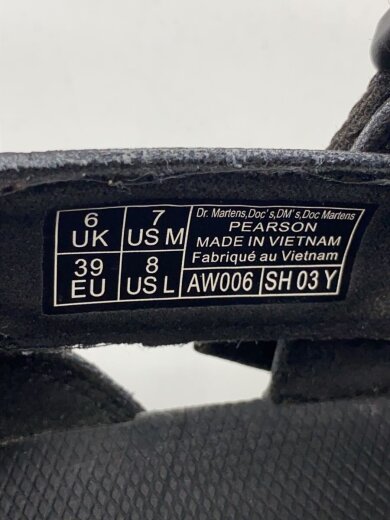 6 UK
7 US M
39 EU
8 US L
Dr. Martens,Doc's,DM's,Doc Martens
PEARSON
MADE IN VIETNAM
Fabriqué au Vietnam
AW006
SH 03 Y